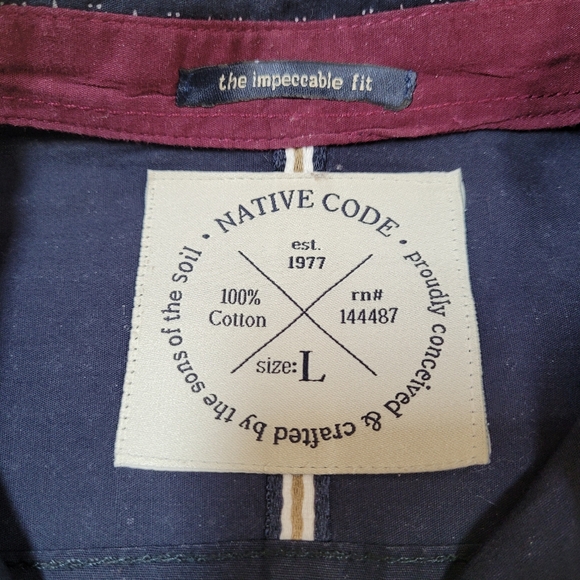 the impeccable fit
• NATIVE CODE •
proudly conceived & crafted by the sons of the soil
est.
1977
100%
Cotton
rn#
144487
size: L